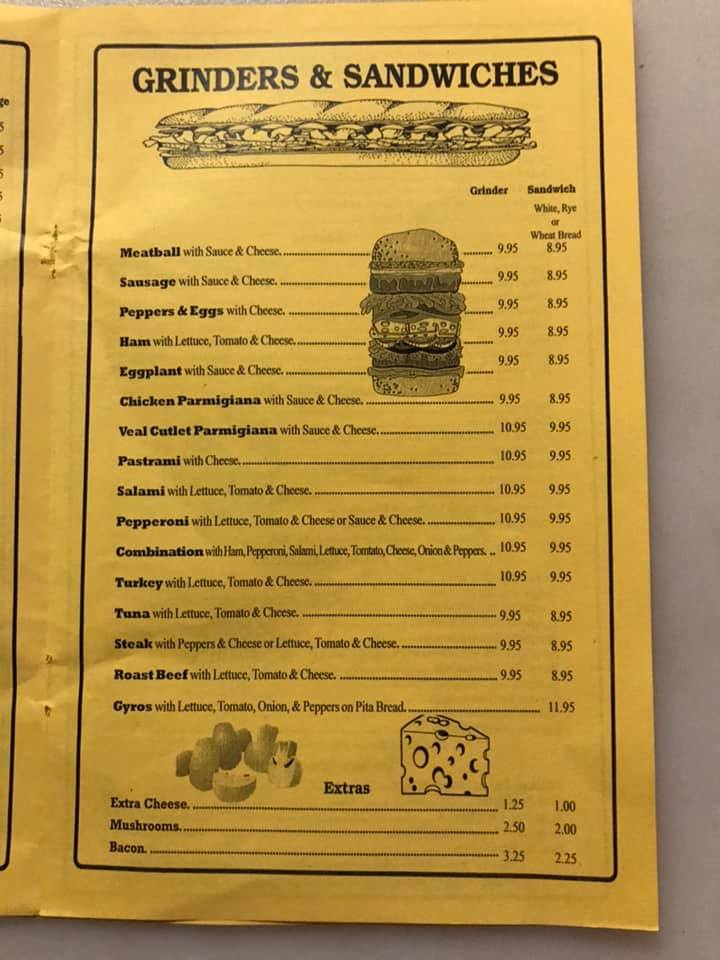 ge
5
5
5
5
5
GRINDERS & SANDWICHES
Grinder Sandwich
White, Rye
or
Wheat Bread
Meatball with Sauce & Cheese. 9.95 8.95
Sausage with Sauce & Cheese. 9.95 8.95
Peppers & Eggs with Cheese. 9.95 8.95
Ham with Lettuce, Tomato & Cheese. 9.95 8.95
Eggplant with Sauce & Cheese. 9.95 8.95
Chicken Parmigiana with Sauce & Cheese. 9.95 8.95
Veal Cutlet Parmigiana with Sauce & Cheese. 10.95 9.95
Pastrami with Cheese. 10.95 9.95
Salami with Lettuce, Tomato & Cheese. 10.95 9.95
Pepperoni with Lettuce, Tomato & Cheese or Sauce & Cheese. 10.95 9.95
Combination with Ham, Pepperoni, Salami, Lettuce, Tomtato, Cheese, Onion & Peppers. 10.95 9.95
Turkey with Lettuce, Tomato & Cheese. 10.95 9.95
Tuna with Lettuce, Tomato & Cheese. 9.95 8.95
Steak with Peppers & Cheese or Lettuce, Tomato & Cheese. 9.95 8.95
Roast Beef with Lettuce, Tomato & Cheese. 9.95 8.95
Gyros with Lettuce, Tomato, Onion, & Peppers on Pita Bread. 11.95
Extras
Extra Cheese. 1.25 1.00
Mushrooms. 2.50 2.00
Bacon. 3.25 2.25